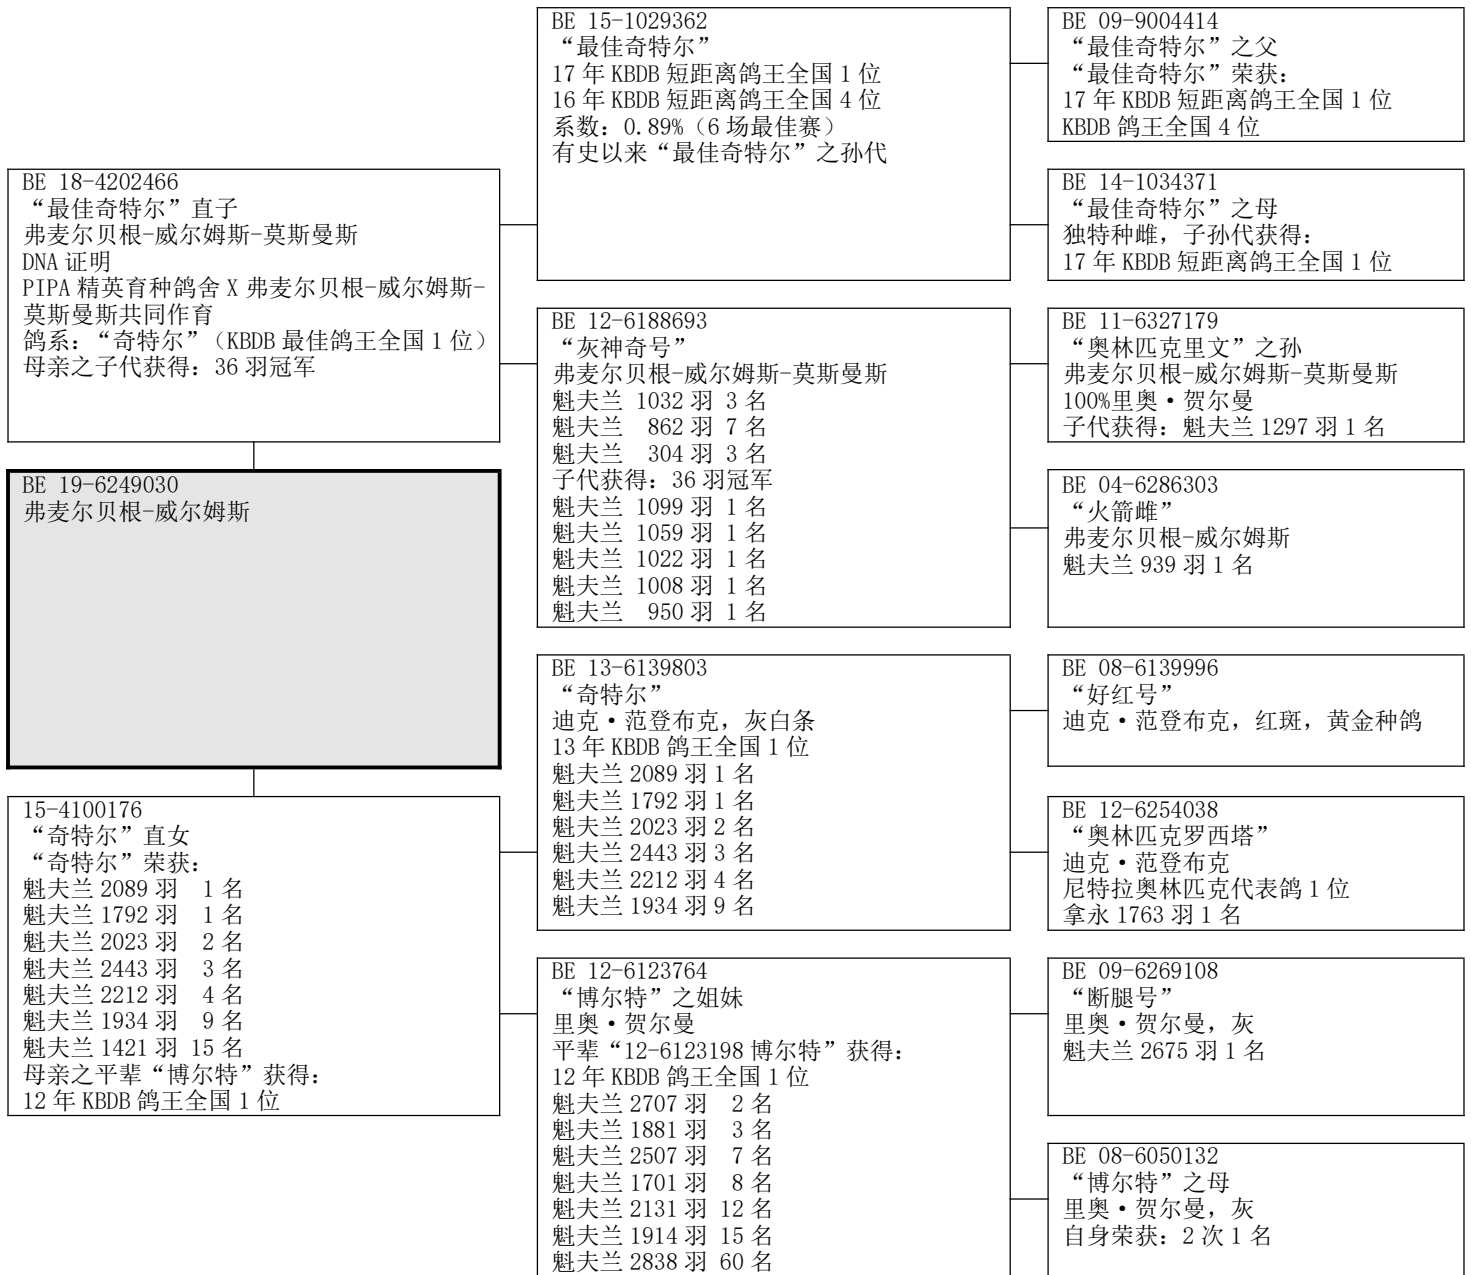 BE 18-4202466
“最佳奇特尔”直子
弗麦尔贝根-威尔姆斯-莫斯曼斯
DNA 证明
PIPA 精英育种鸽舍 X 弗麦尔贝根-威尔姆斯-
莫斯曼斯共同作育
鸽系：“奇特尔”（KBDB 最佳鸽王全国 1 位）
母亲之子代获得：36 羽冠军
BE 19-6249030
弗麦尔贝根-威尔姆斯
15-4100176
“奇特尔”直女
“奇特尔”荣获：
魁夫兰 2089 羽 1 名
魁夫兰 1792 羽 1 名
魁夫兰 2023 羽 2 名
魁夫兰 2443 羽 3 名
魁夫兰 2212 羽 4 名
魁夫兰 1934 羽 9 名
魁夫兰 1421 羽 15 名
母亲之平辈“博尔特”获得：
12 年 KBDB 鸽王全国 1 位
BE 15-1029362
“最佳奇特尔”
17 年 KBDB 短距离鸽王全国 1 位
16 年 KBDB 短距离鸽王全国 4 位
系数：0.89%（6 场最佳赛）
有史以来“最佳奇特尔”之孙代
BE 12-6188693
“灰神奇号”
弗麦尔贝根-威尔姆斯-莫斯曼斯
魁夫兰 1032 羽 3 名
魁夫兰 862 羽 7 名
魁夫兰 304 羽 3 名
子代获得：36 羽冠军
魁夫兰 1099 羽 1 名
魁夫兰 1059 羽 1 名
魁夫兰 1022 羽 1 名
魁夫兰 1008 羽 1 名
魁夫兰 950 羽 1 名
BE 13-6139803
“奇特尔”
迪克·范登布克，灰白条
13 年 KBDB 鸽王全国 1 位
魁夫兰 2089 羽 1 名
魁夫兰 1792 羽 1 名
魁夫兰 2023 羽 2 名
魁夫兰 2443 羽 3 名
魁夫兰 2212 羽 4 名
魁夫兰 1934 羽 9 名
BE 12-6123764
“博尔特”之姐妹
里奥·贺尔曼
平辈“12-6123198 博尔特”获得：
12 年 KBDB 鸽王全国 1 位
魁夫兰 2707 羽 2 名
魁夫兰 1881 羽 3 名
魁夫兰 2507 羽 7 名
魁夫兰 1701 羽 8 名
魁夫兰 2131 羽 12 名
魁夫兰 1914 羽 15 名
魁夫兰 2838 羽 60 名
BE 09-9004414
“最佳奇特尔”之父
“最佳奇特尔”荣获：
17 年 KBDB 短距离鸽王全国 1 位
KBDB 鸽王全国 4 位
BE 14-1034371
“最佳奇特尔”之母
独特种雌，子孙代获得：
17 年 KBDB 短距离鸽王全国 1 位
BE 11-6327179
“奥林匹克里文”之孙
弗麦尔贝根-威尔姆斯-莫斯曼斯
100%里奥·贺尔曼
子代获得：魁夫兰 1297 羽 1 名
BE 04-6286303
“火箭雌”
弗麦尔贝根-威尔姆斯
魁夫兰 939 羽 1 名
BE 08-6139996
“好红号”
迪克·范登布克，红斑，黄金种鸽
BE 12-6254038
“奥林匹克罗西塔”
迪克·范登布克
尼特拉奥林匹克代表鸽 1 位
拿永 1763 羽 1 名
BE 09-6269108
“断腿号”
里奥·贺尔曼，灰
魁夫兰 2675 羽 1 名
BE 08-6050132
“博尔特”之母
里奥·贺尔曼，灰
自身荣获：2 次 1 名